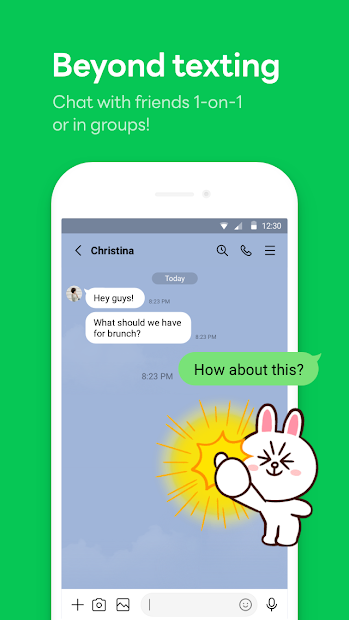 Beyond texting
Chat with friends 1-on-1
or in groups!
12:30
Christina
Today
Hey guys!
8:23 PM
What should we have
for brunch?
8:23 PM
How about this?
8:23 PM